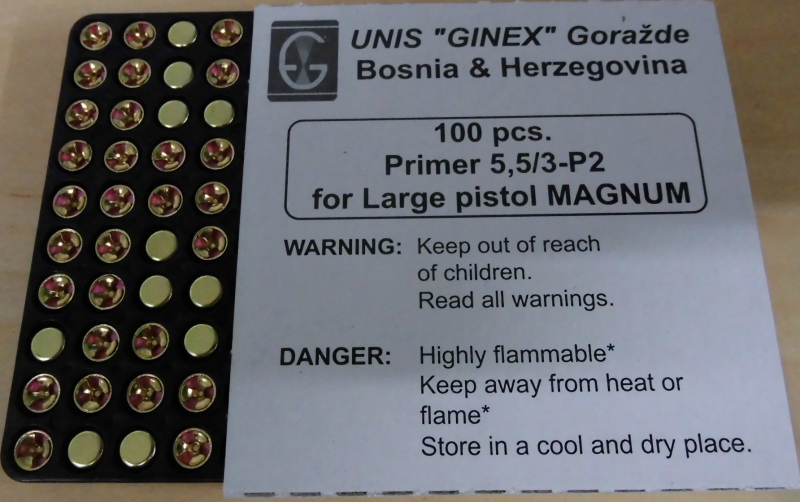 UNIS "GINEX" Goražde
Bosnia & Herzegovina
100 pcs.
Primer 5,5/3-P2
for Large pistol MAGNUM
WARNING: Keep out of reach
of children.
Read all warnings.
DANGER: Highly flammable*
Keep away from heat or
flame*
Store in a cool and dry place.